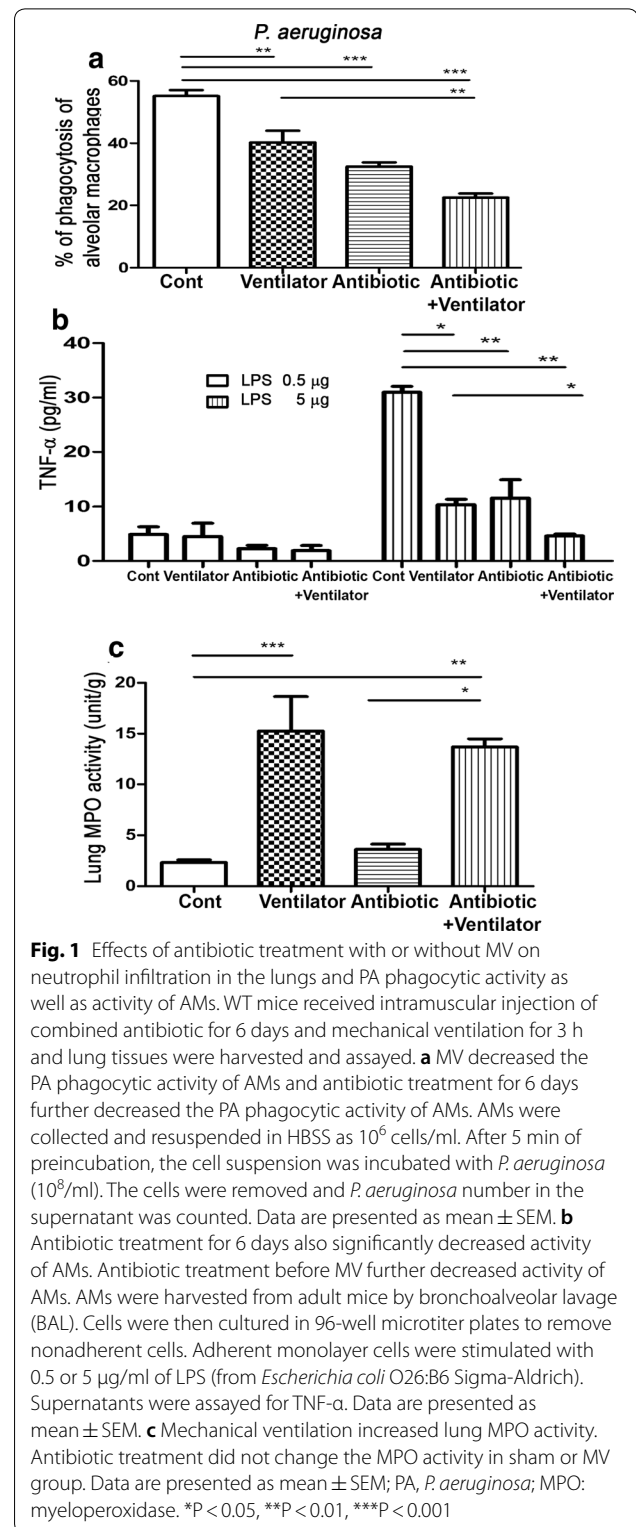 P. aeruginosa
a
**
***
***
**
% of phagocytosis of
alveolar macrophages
60
40
20
0
Cont Ventilator Antibiotic Antibiotic
+Ventilator
b
*
**
**
*
TNF-α (pg/ml)
40
30
20
10
0
LPS 0.5 µg
LPS 5 µg
Cont Ventilator Antibiotic Antibiotic
+Ventilator
Cont Ventilator Antibiotic Antibiotic
+Ventilator
c
***
**
*
Lung MPO activity (unit/g)
20
15
10
5
0
Cont Ventilator Antibiotic Antibiotic
+Ventilator
Fig. 1 Effects of antibiotic treatment with or without MV on
neutrophil infiltration in the lungs and PA phagocytic activity as
well as activity of AMs. WT mice received intramuscular injection of
combined antibiotic for 6 days and mechanical ventilation for 3 h
and lung tissues were harvested and assayed. a MV decreased the
PA phagocytic activity of AMs and antibiotic treatment for 6 days
further decreased the PA phagocytic activity of AMs. AMs were
collected and resuspended in HBSS as 10⁶ cells/ml. After 5 min of
preincubation, the cell suspension was incubated with P. aeruginosa
(10⁸/ml). The cells were removed and P. aeruginosa number in the
supernatant was counted. Data are presented as mean ± SEM. b
Antibiotic treatment for 6 days also significantly decreased activity
of AMs. Antibiotic treatment before MV further decreased activity of
AMs. AMs were harvested from adult mice by bronchoalveolar lavage
(BAL). Cells were then cultured in 96-well microtiter plates to remove
nonadherent cells. Adherent monolayer cells were stimulated with
0.5 or 5 µg/ml of LPS (from Escherichia coli O26:B6 Sigma-Aldrich).
Supernatants were assayed for TNF-α. Data are presented as
mean ± SEM. c Mechanical ventilation increased lung MPO activity.
Antibiotic treatment did not change the MPO activity in sham or MV
group. Data are presented as mean ± SEM; PA, P. aeruginosa; MPO:
myeloperoxidase. *P < 0.05, **P < 0.01, ***P < 0.001